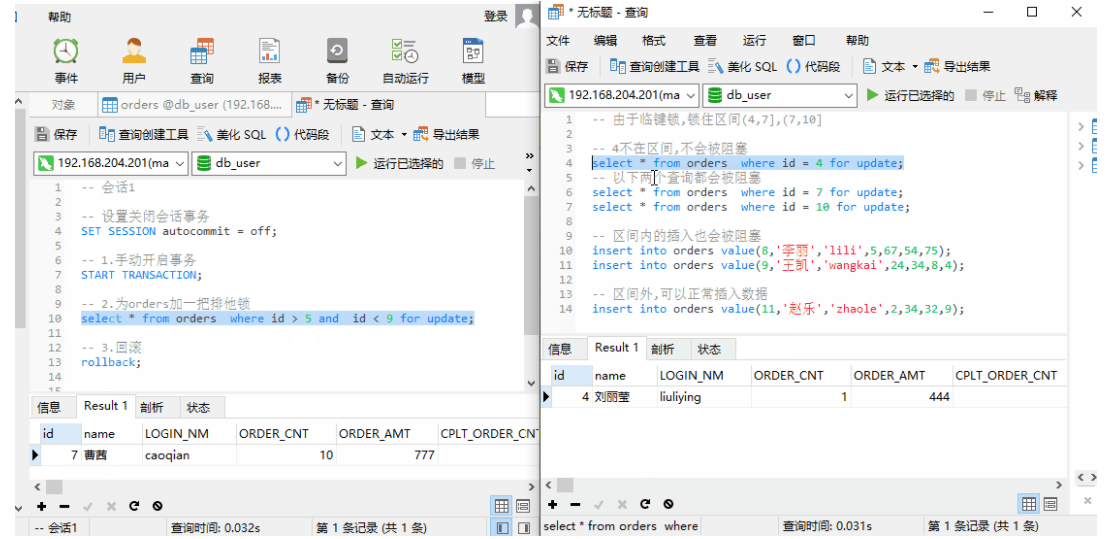 帮助
登录
事件
用户
查询
报表
备份
自动运行
模型
对象
orders @db_user (192.168....
* 无标题 - 查询
保存
查询创建工具
美化 SQL
() 代码段
文本
导出结果
192.168.204.201(ma
db_user
运行已选择的
停止
»
1 -- 会话1
2
3 -- 设置关闭会话事务
4 SET SESSION autocommit = off;
5
6 -- 1.手动开启事务
7 START TRANSACTION;
8
9 -- 2.为orders加一把排他锁
10 select * from orders  where id > 5 and  id < 9 for update;
11
12 -- 3.回滚
13 rollback;
14
15
信息
Result 1
剖析
状态
id name LOGIN_NM ORDER_CNT ORDER_AMT CPLT_ORDER_CN
7 曹茜 caoqian 10 777
-- 会话1
查询时间: 0.032s
第 1 条记录 (共 1 条)
* 无标题 - 查询
文件 编辑 格式 查看 运行 窗口 帮助
保存
查询创建工具
美化 SQL
() 代码段
文本
导出结果
192.168.204.201(ma
db_user
运行已选择的
停止
解释
1 -- 由于临键锁,锁住区间(4,7],(7,10]
2
3 -- 4不在区间,不会被阻塞
4 select * from orders  where id = 4 for update;
5 -- 以下两个查询都会被阻塞
6 select * from orders  where id = 7 for update;
7 select * from orders  where id = 10 for update;
8
9 -- 区间内的插入也会被阻塞
10 insert into orders value(8,'李丽','lili',5,67,54,75);
11 insert into orders value(9,'王凯','wangkai',24,34,8,4);
12
13 -- 区间外,可以正常插入数据
14 insert into orders value(11,'赵乐','zhaole',2,34,32,9);
信息
Result 1
剖析
状态
id name LOGIN_NM ORDER_CNT ORDER_AMT CPLT_ORDER_CNT
4 刘丽莹 liuliying 1 444
select * from orders  where
查询时间: 0.031s
第 1 条记录 (共 1 条)